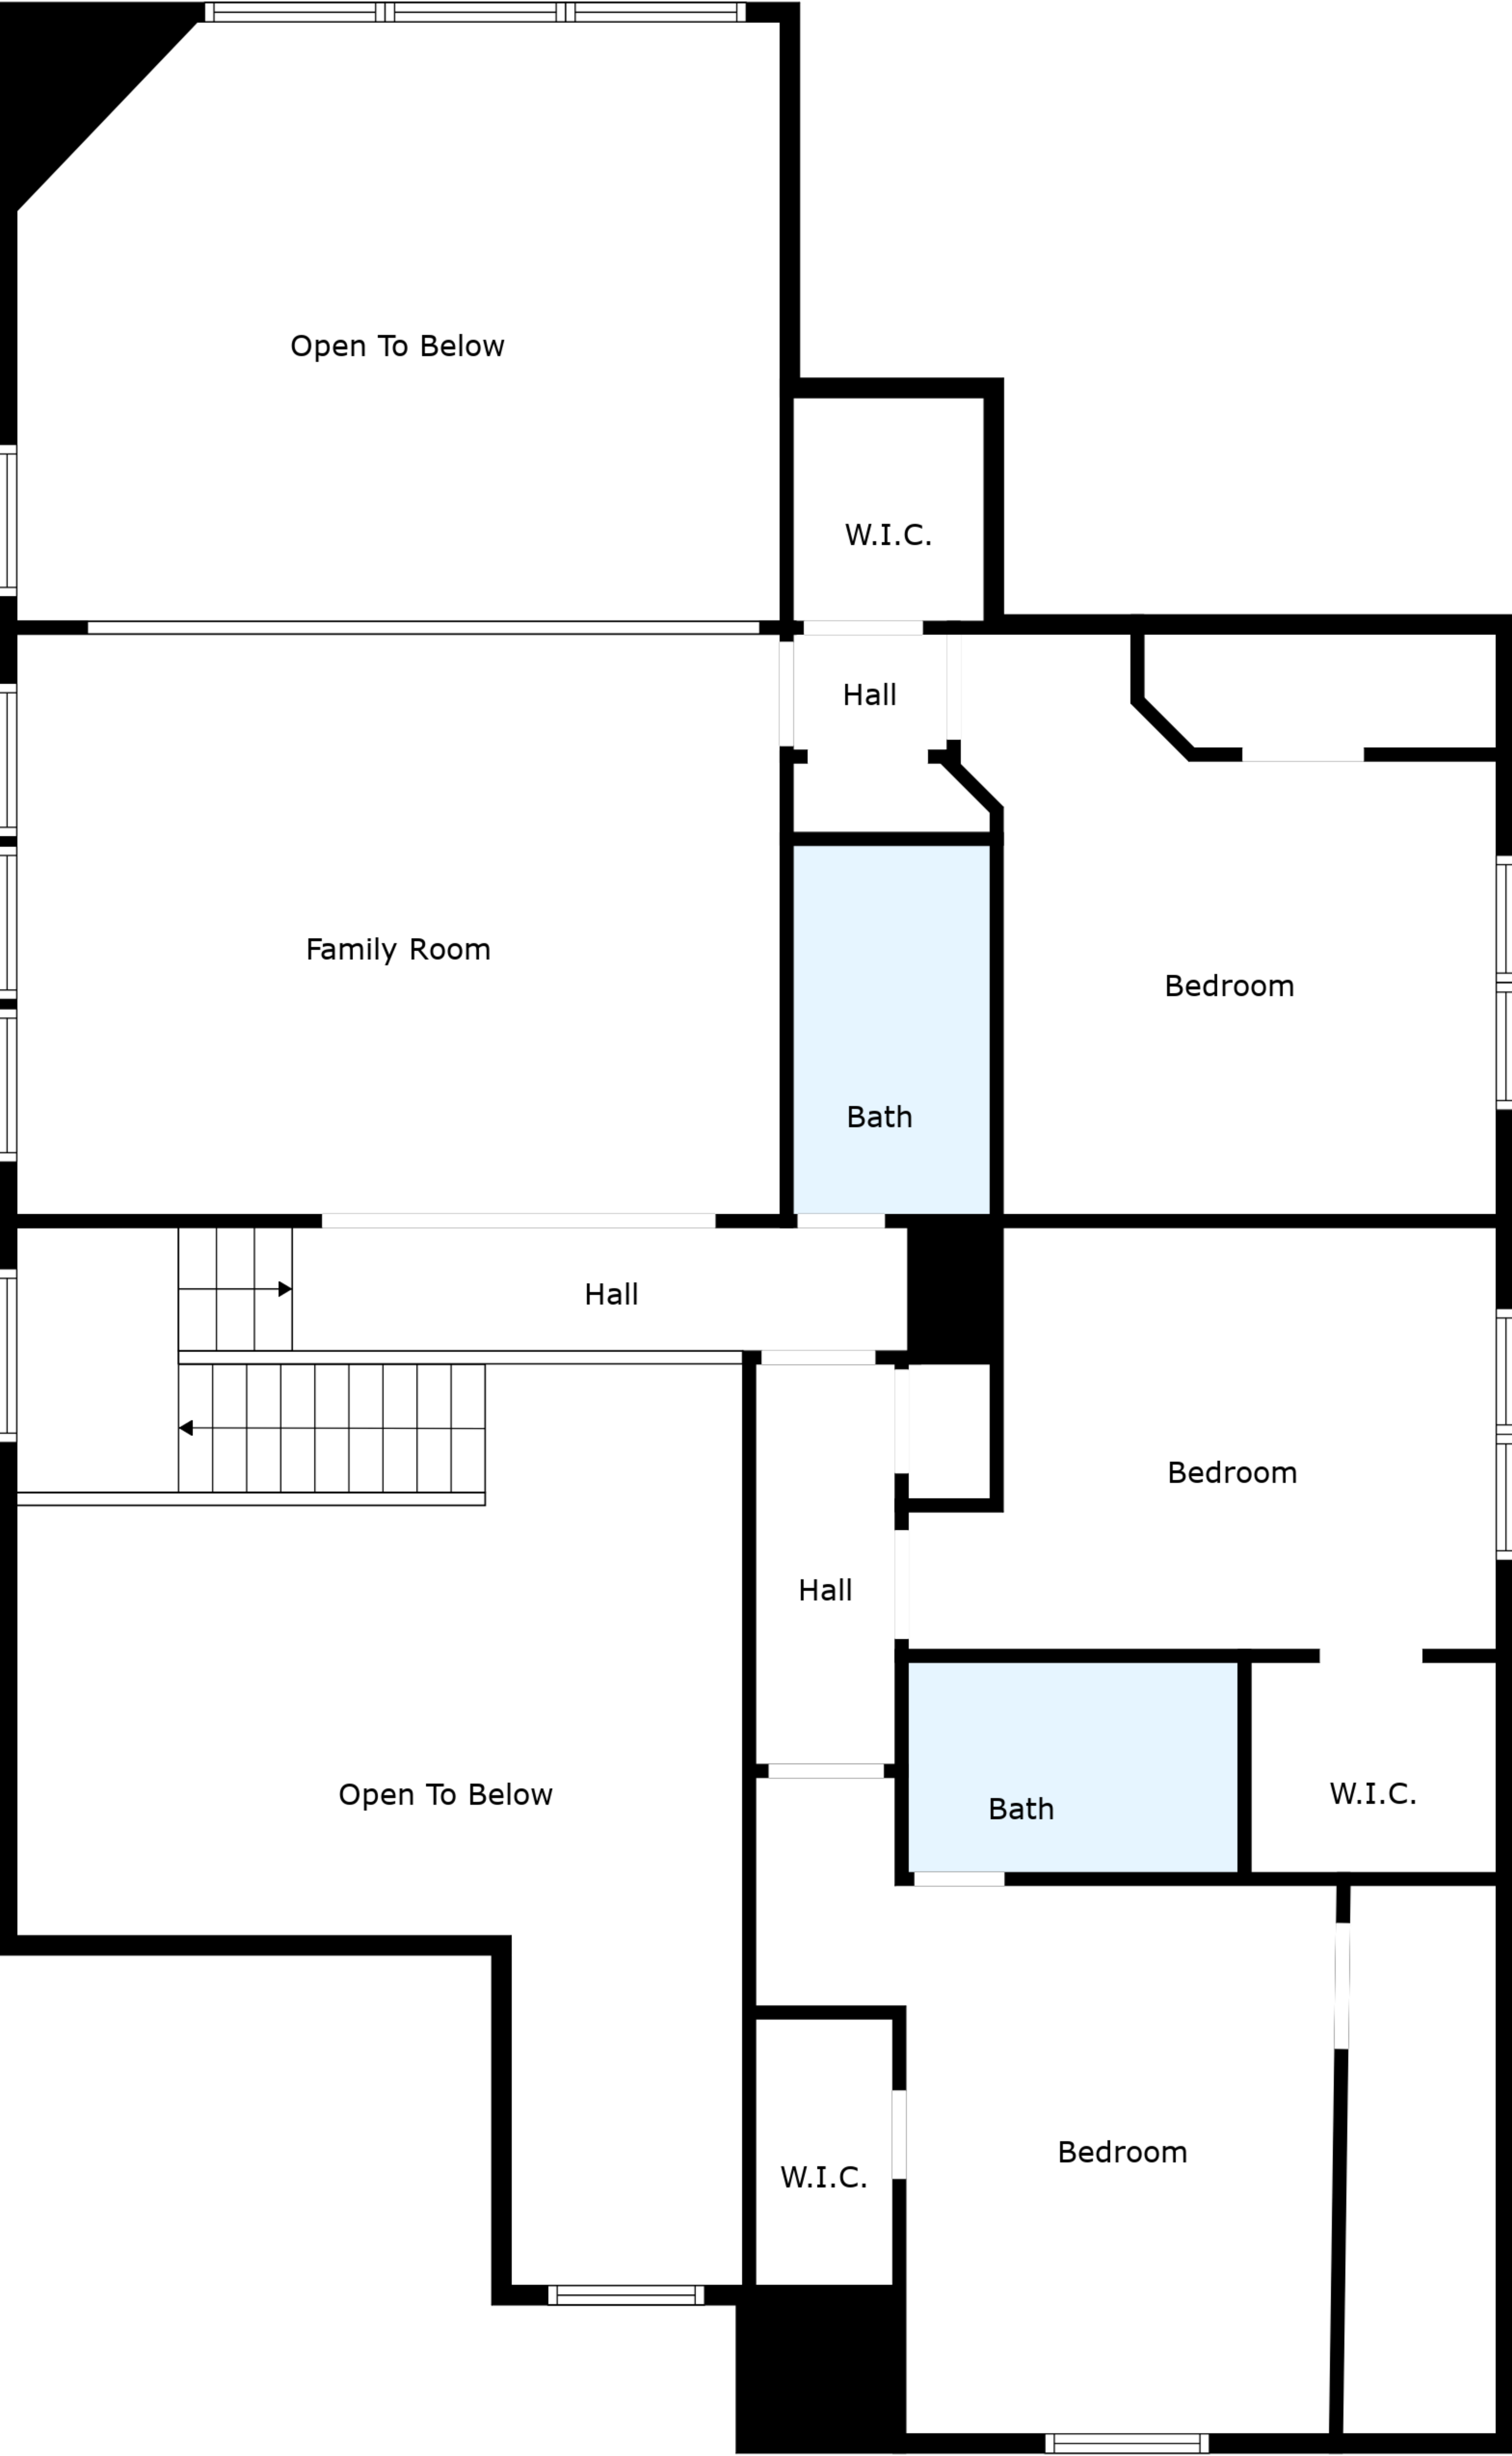 Open To Below
W.I.C.
Hall
Family Room
Bedroom
Bath
Hall
Bedroom
Hall
Open To Below
Bath
W.I.C.
Bedroom
W.I.C.